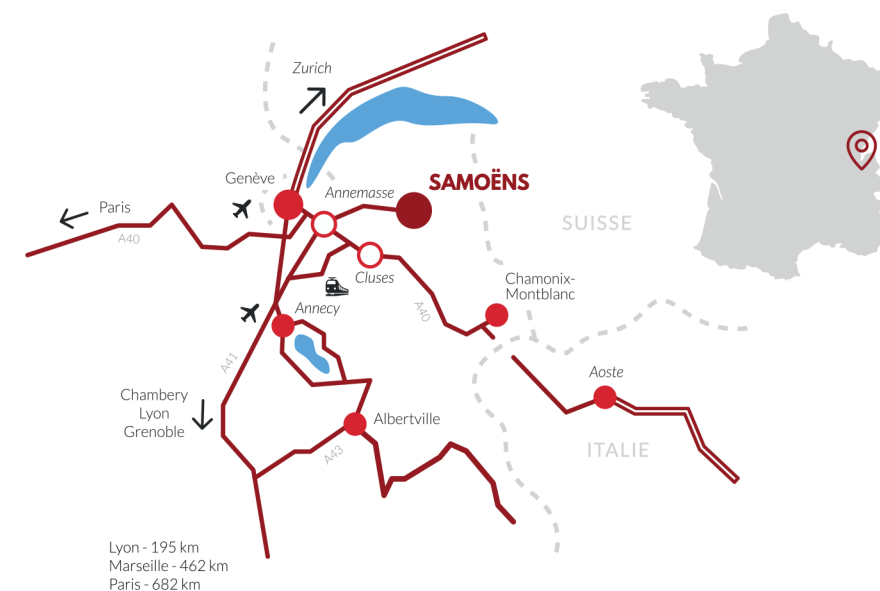 Zurich
Genève
Annemasse
SAMOËNS
Paris
A40
SUISSE
Cluses
Chamonix-
Montblanc
A40
Annecy
A41
Aoste
Chambery
Lyon
Grenoble
Albertville
A43
ITALIE
Lyon - 195 km
Marseille - 462 km
Paris - 682 km